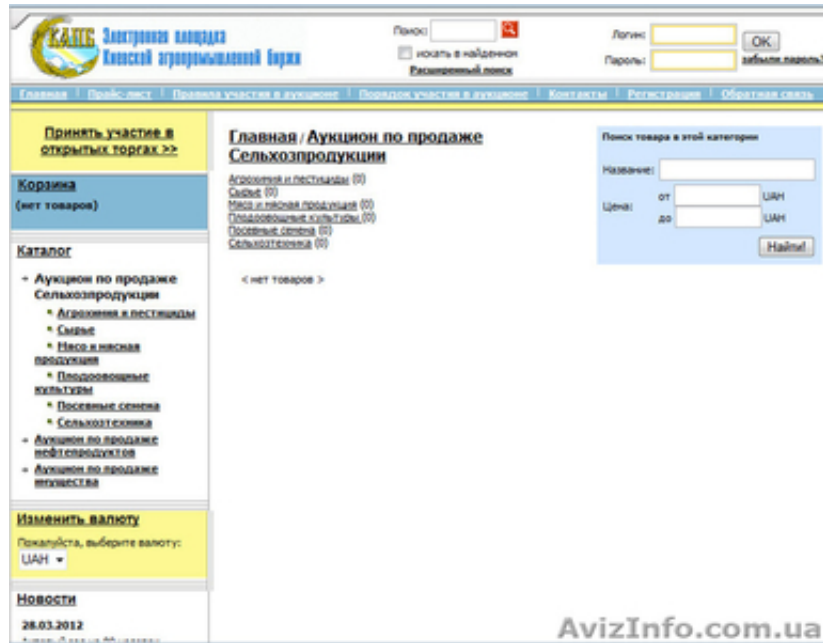 КАПБ
Электронная площадка
Киевской агропромышленной биржи
Поиск:
искать в найденном
Расширенный поиск
Логин:
Пароль:
OK
забыли пароль?
Главная | Прайс-лист | Правила участия в аукционе | Порядок участия в аукционе | Контакты | Регистрация | Обратная связь
Принять участие в
открытых торгах >>
Корзина
(нет товаров)
Каталог
Аукцион по продаже
Сельхозпродукции
Агрохимия и пестициды
Сырье
Мясо и мясная
продукция
Плодоовощные
культуры
Посевные семена
Сельхозтехника
Аукцион по продаже
нефтепродуктов
Аукцион по продаже
имущества
Изменить валюту
Пожалуйста, выберите валюту:
UAH
Новости
28.03.2012
Главная / Аукцион по продаже
Сельхозпродукции
Агрохимия и пестициды (0)
Сырье (0)
Мясо и мясная продукция (0)
Плодоовощные культуры (0)
Посевные семена (0)
Сельхозтехника (0)
< нет товаров >
Поиск товара в этой категории
Название:
Цена:
от UAH
до UAH
Найти!
AvizInfo.com.ua